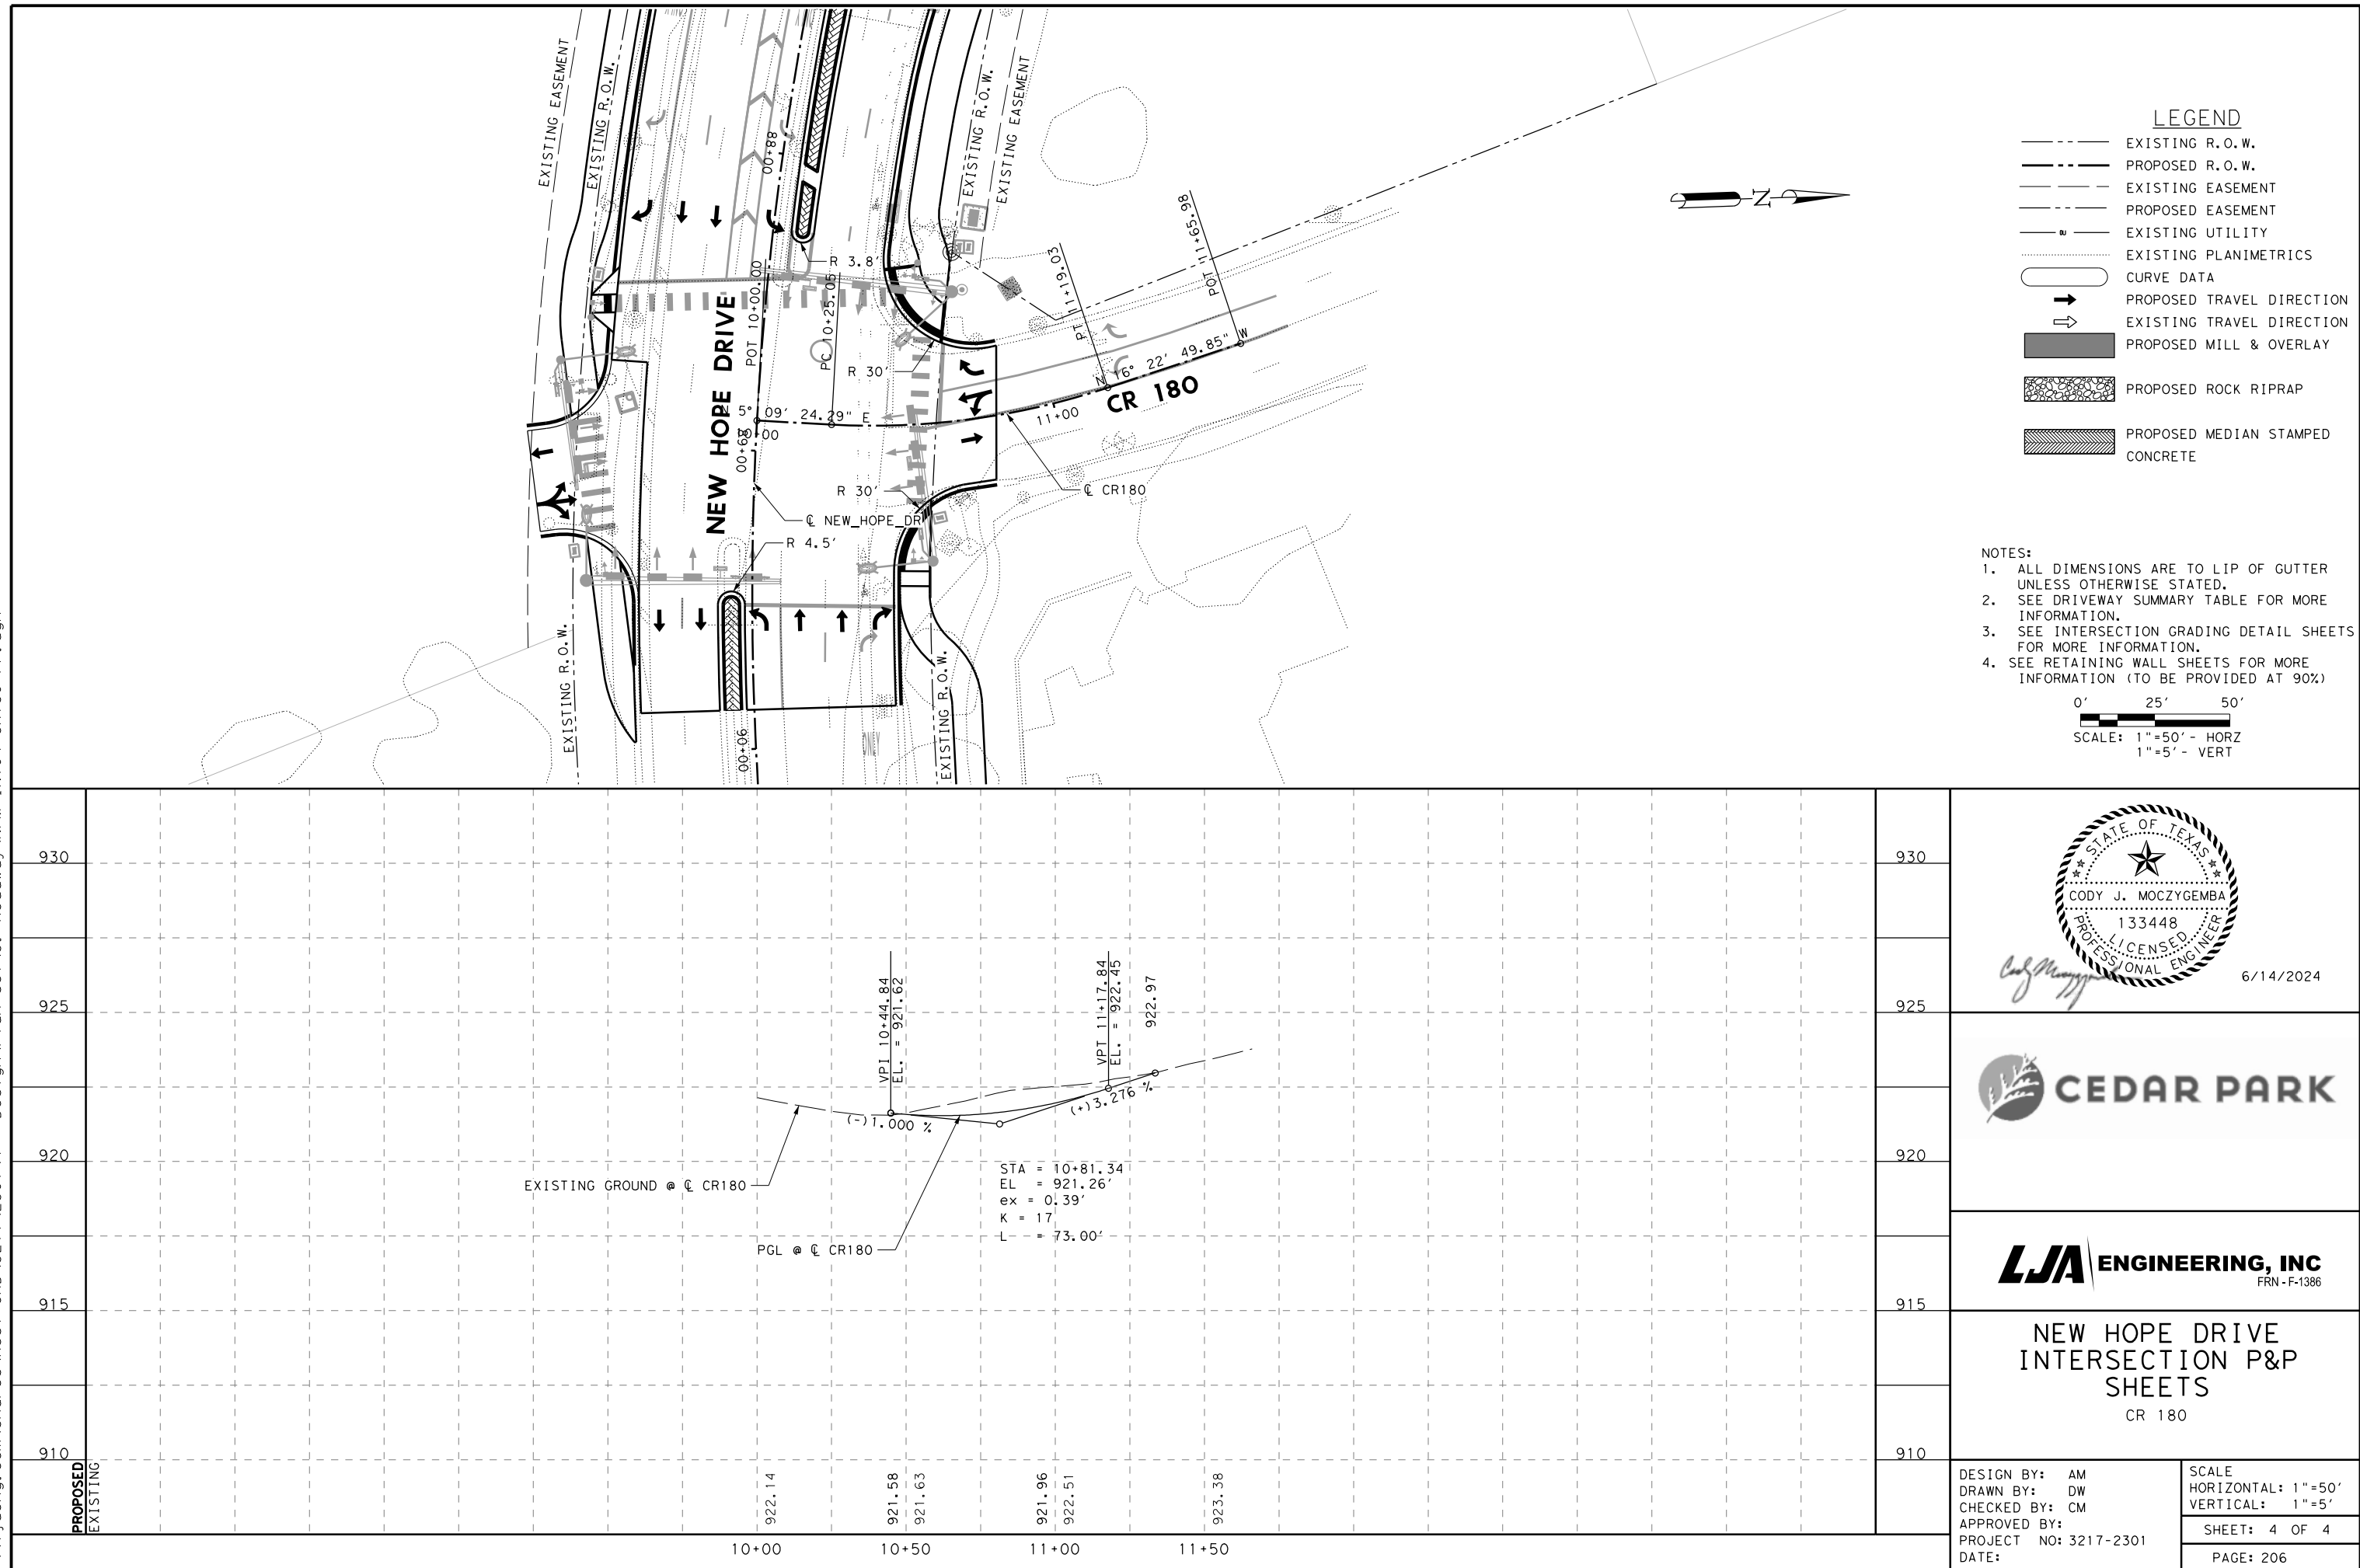 EXISTING EASEMENT
EXISTING R.O.W.
88+00
EXISTING R.O.W.
EXISTING EASEMENT
R 3.8'
NEW HOPE DRIVE
POT 10+00.00
PC 10+25.05
R 30'
5° 09' 24.29" E
10+00
89+00
PT 11+19.03
POT 11+65.98
N 16° 22' 49.85" W
CR 180
11+00
℄ CR180
R 30'
℄ NEW_HOPE_DR
R 4.5'
EXISTING R.O.W.
90+00
EXISTING R.O.W.
ONLY
N
LEGEND
EXISTING R.O.W.
PROPOSED R.O.W.
EXISTING EASEMENT
PROPOSED EASEMENT
EXISTING UTILITY
EXISTING PLANIMETRICS
CURVE DATA
PROPOSED TRAVEL DIRECTION
EXISTING TRAVEL DIRECTION
PROPOSED MILL & OVERLAY
PROPOSED ROCK RIPRAP
PROPOSED MEDIAN STAMPED
CONCRETE
NOTES:
1. ALL DIMENSIONS ARE TO LIP OF GUTTER
UNLESS OTHERWISE STATED.
2. SEE DRIVEWAY SUMMARY TABLE FOR MORE
INFORMATION.
3. SEE INTERSECTION GRADING DETAIL SHEETS
FOR MORE INFORMATION.
4. SEE RETAINING WALL SHEETS FOR MORE
INFORMATION (TO BE PROVIDED AT 90%)
0' 25' 50'
SCALE: 1"=50'- HORZ
1"=5'- VERT
930
925
920
915
910
930
925
920
915
910
VPI 10+44.84
EL. = 921.62
VPT 11+17.84
EL. = 922.45
922.97
(-)1.000 %
(+)3.276 %
EXISTING GROUND @ ℄ CR180
PGL @ ℄ CR180
STA = 10+81.34
EL = 921.26'
ex = 0.39'
K = 17
L = 73.00'
PROPOSED
EXISTING
922.14
921.58
921.63
921.96
922.51
923.38
10+00
10+50
11+00
11+50
STATE OF TEXAS
CODY J. MOCZYGEMBA
133448
LICENSED
PROFESSIONAL ENGINEER
6/14/2024
CEDAR PARK
LJA ENGINEERING, INC
FRN - F-1386
NEW HOPE DRIVE
INTERSECTION P&P
SHEETS
CR 180
DESIGN BY: AM
DRAWN BY: DW
CHECKED BY: CM
APPROVED BY:
PROJECT NO: 3217-2301
DATE:
SCALE
HORIZONTAL: 1"=50'
VERTICAL: 1"=5'
SHEET: 4 OF 4
PAGE: 206